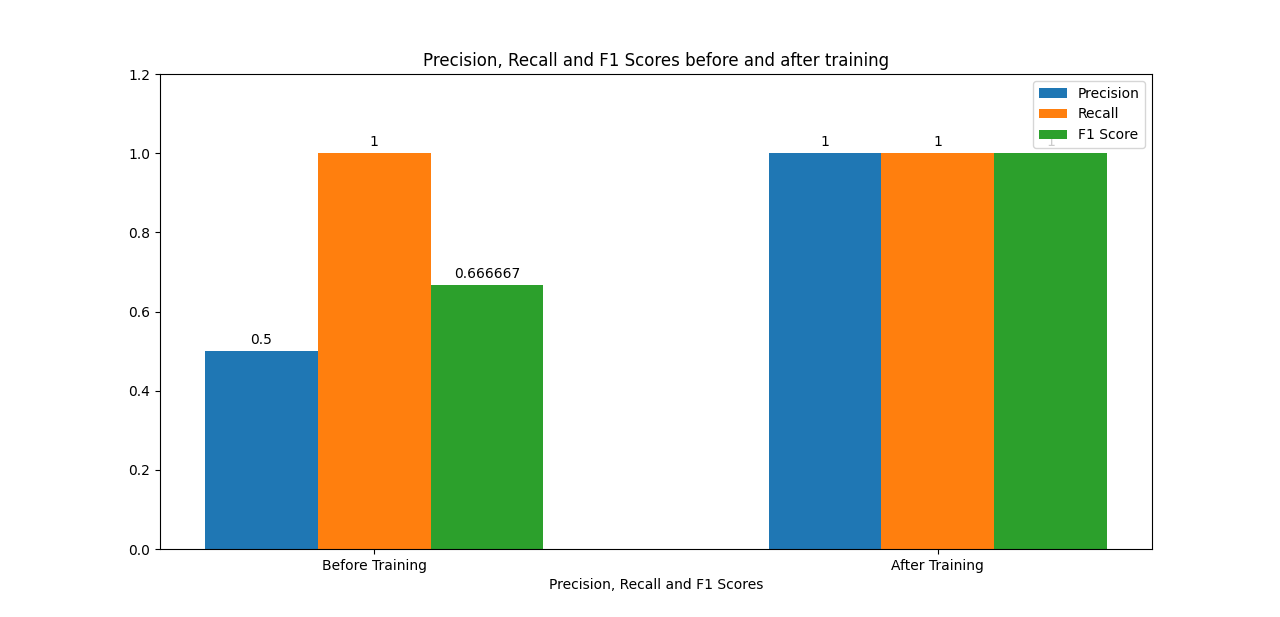 Precision, Recall and F1 Scores before and after training
1.2
1.0
0.8
0.6
0.4
0.2
0.0
Precision
Recall
F1 Score
0.5
1
0.666667
1
1
1
Before Training
After Training
Precision, Recall and F1 Scores